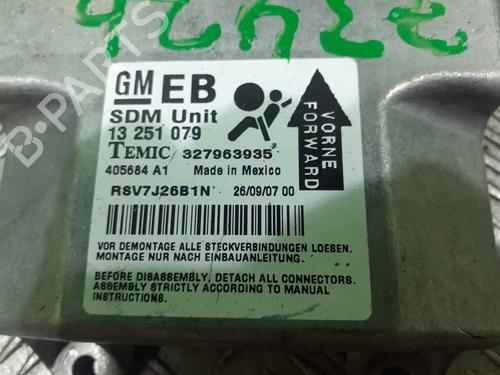 GM EB
SDM Unit
13 251 079
TEMIC 327963935
405684 A1 Made in Mexico
R8V7J26B1N 26/09/07 00
VORNE
FORWARD
VOR DEMONTAGE ALLE STECKVERBINDUNGEN LOESEN.
MONTAGE NUR NACH EINBAUANLEITUNG.
BEFORE DISASSEMBLY, DETACH ALL CONNECTORS.
ASSEMBLY STRICTLY ACCORDING TO MANUAL
INSTRUCTIONS.